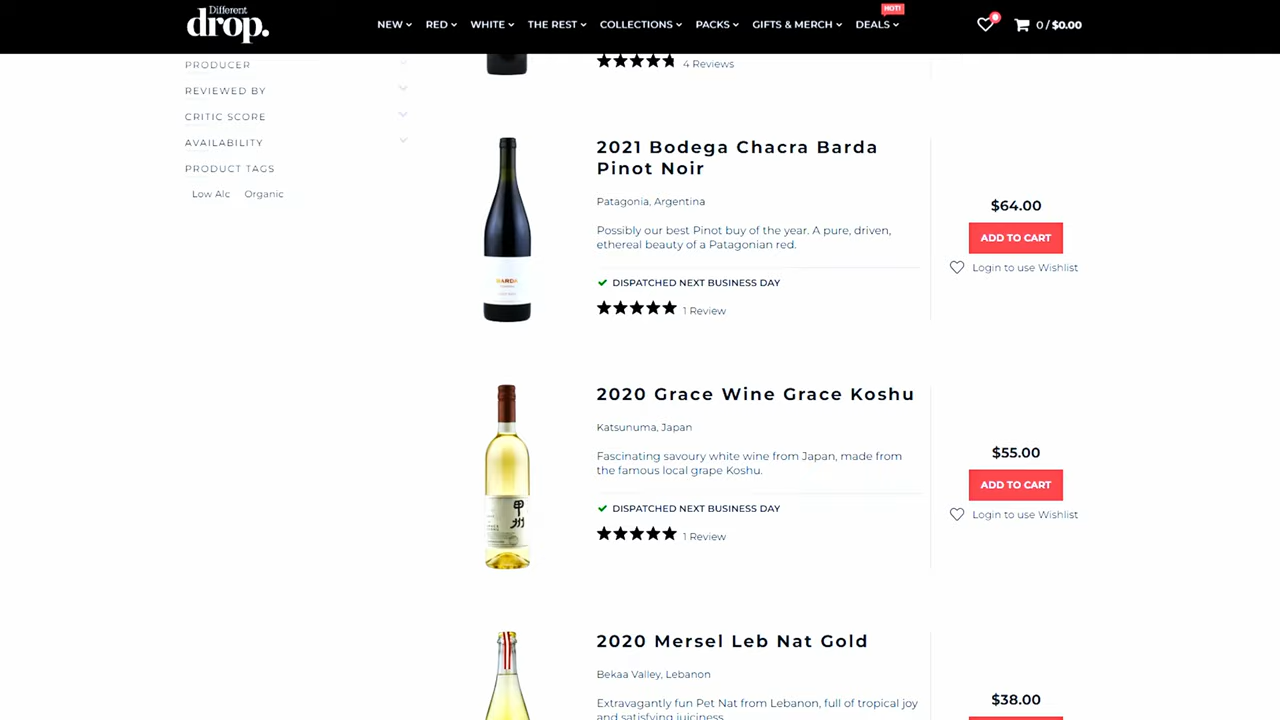 Different
drop.
NEW
RED
WHITE
THE REST
COLLECTIONS
PACKS
GIFTS & MERCH
HOT!
DEALS
0
0 / $0.00
PRODUCER
REVIEWED BY
CRITIC SCORE
AVAILABILITY
PRODUCT TAGS
Low Alc Organic
4 Reviews
2021 Bodega Chacra Barda
Pinot Noir
Patagonia, Argentina
Possibly our best Pinot buy of the year. A pure, driven,
ethereal beauty of a Patagonian red.
DISPATCHED NEXT BUSINESS DAY
1 Review
$64.00
ADD TO CART
Login to use Wishlist
BARDA
2020 Grace Wine Grace Koshu
Katsunuma, Japan
Fascinating savoury white wine from Japan, made from
the famous local grape Koshu.
DISPATCHED NEXT BUSINESS DAY
1 Review
$55.00
ADD TO CART
Login to use Wishlist
甲州
2020 Mersel Leb Nat Gold
Bekaa Valley, Lebanon
Extravagantly fun Pet Nat from Lebanon, full of tropical joy
and satisfying juiciness.
$38.00